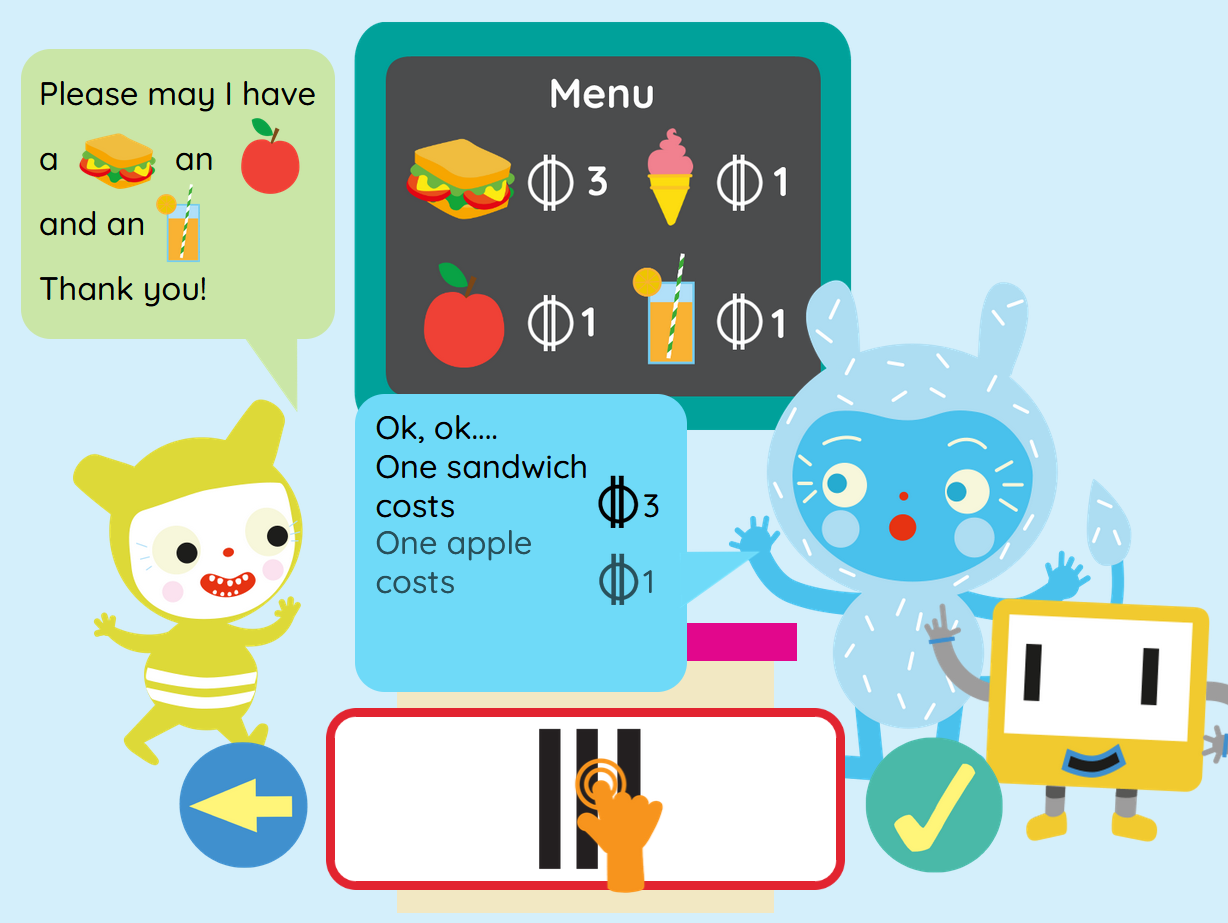 Please may I have
a an
and an
Thank you!
Menu
3 1
1 1
Ok, ok....
One sandwich
costs 3
One apple
costs 1